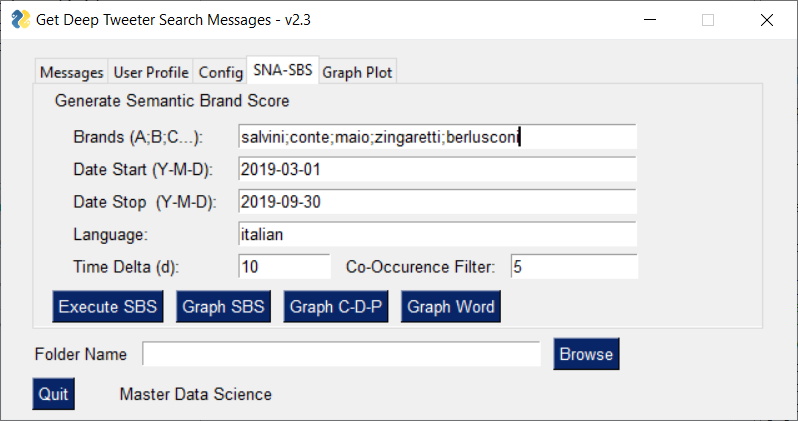 Get Deep Tweeter Search Messages - v2.3
Messages User Profile Config SNA-SBS Graph Plot
Generate Semantic Brand Score
Brands (A;B;C...): salvini;conte;maio;zingaretti;berlusconi
Date Start (Y-M-D): 2019-03-01
Date Stop (Y-M-D): 2019-09-30
Language: italian
Time Delta (d): 10 Co-Occurence Filter: 5
Execute SBS Graph SBS Graph C-D-P Graph Word
Folder Name Browse
Quit Master Data Science